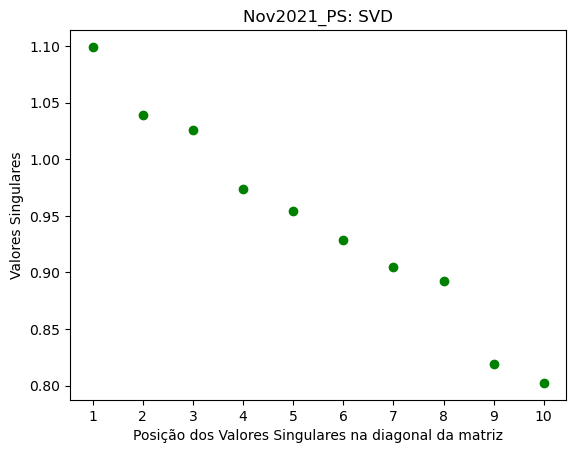 Nov2021_PS: SVD
Valores Singulares
1.10
1.05
1.00
0.95
0.90
0.85
0.80
1 2 3 4 5 6 7 8 9 10
Posição dos Valores Singulares na diagonal da matriz